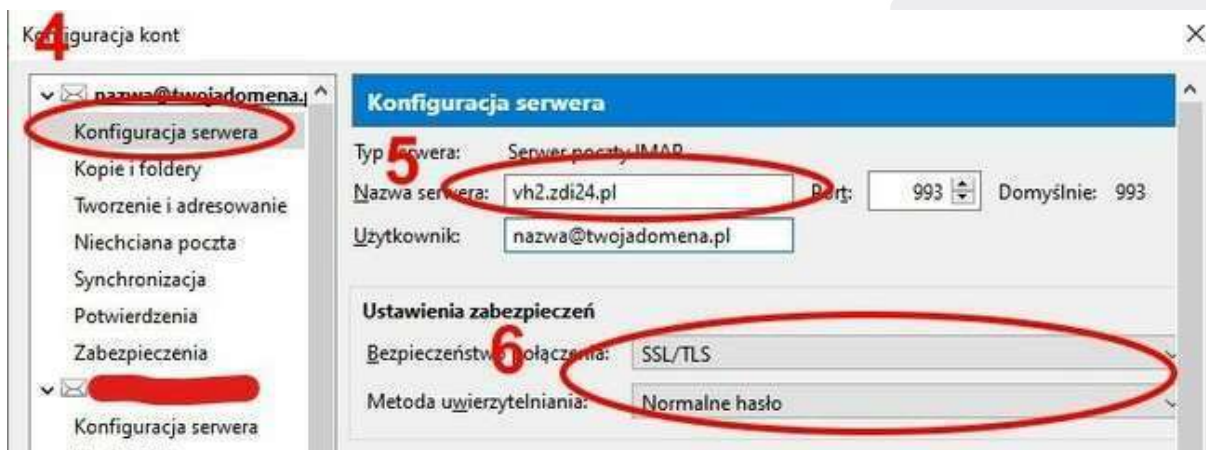 4
Konfiguracja kont
nazwa@twojadomena.p
Konfiguracja serwera
Kopie i foldery
Tworzenie i adresowanie
Niechciana poczta
Synchronizacja
Potwierdzenia
Zabezpieczenia
Konfiguracja serwera
Konfiguracja serwera
5
Typ serwera: Serwer poczty IMAP
Nazwa serwera: vh2.zdi24.pl Port: 993 Domyślnie: 993
Użytkownik: nazwa@twojadomena.pl
Ustawienia zabezpieczeń
6
Bezpieczeństwo połączenia: SSL/TLS
Metoda uwierzytelniania: Normalne hasło